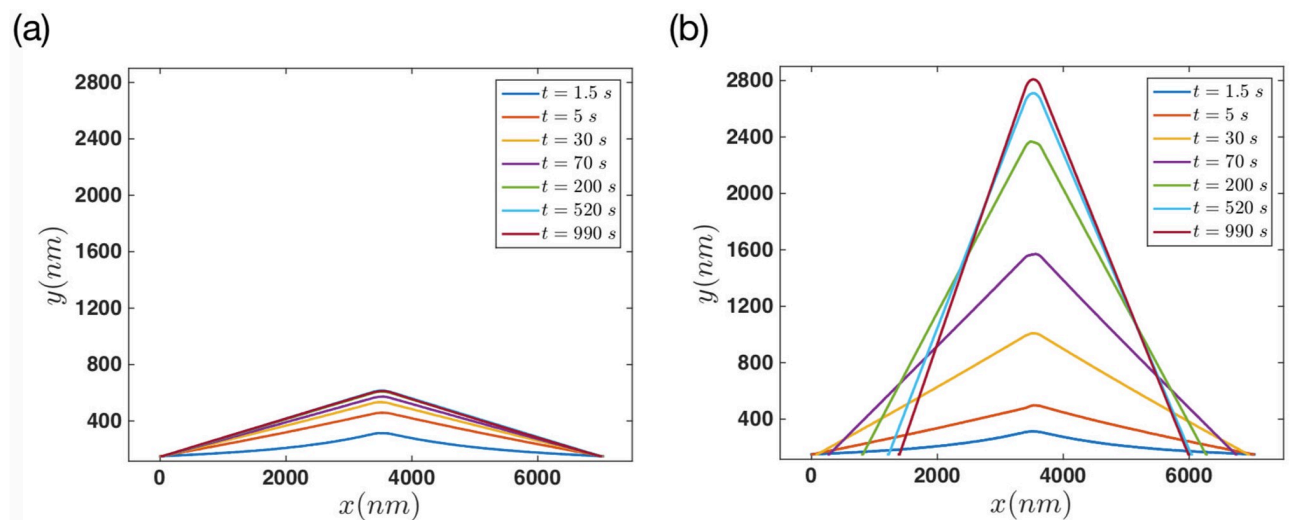 (a)
2800
2400
2000
1600
1200
800
400
y(nm)
0 2000 4000 6000
x(nm)
t = 1.5 s
t = 5 s
t = 30 s
t = 70 s
t = 200 s
t = 520 s
t = 990 s
(b)
2800
2400
2000
1600
1200
800
400
y(nm)
0 2000 4000 6000
x(nm)
t = 1.5 s
t = 5 s
t = 30 s
t = 70 s
t = 200 s
t = 520 s
t = 990 s